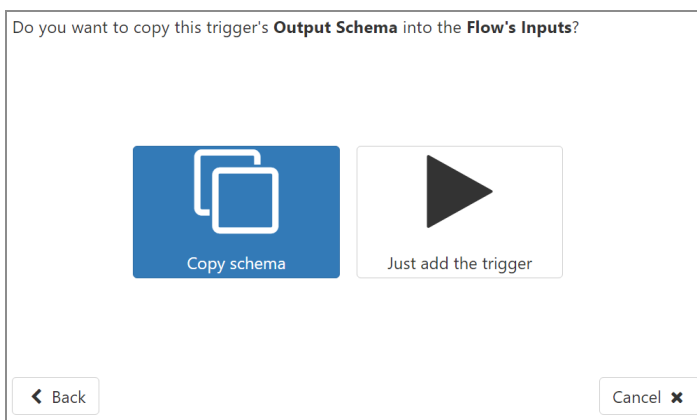 Do you want to copy this trigger's Output Schema into the Flow's Inputs?
Copy schema
Just add the trigger
Back
Cancel